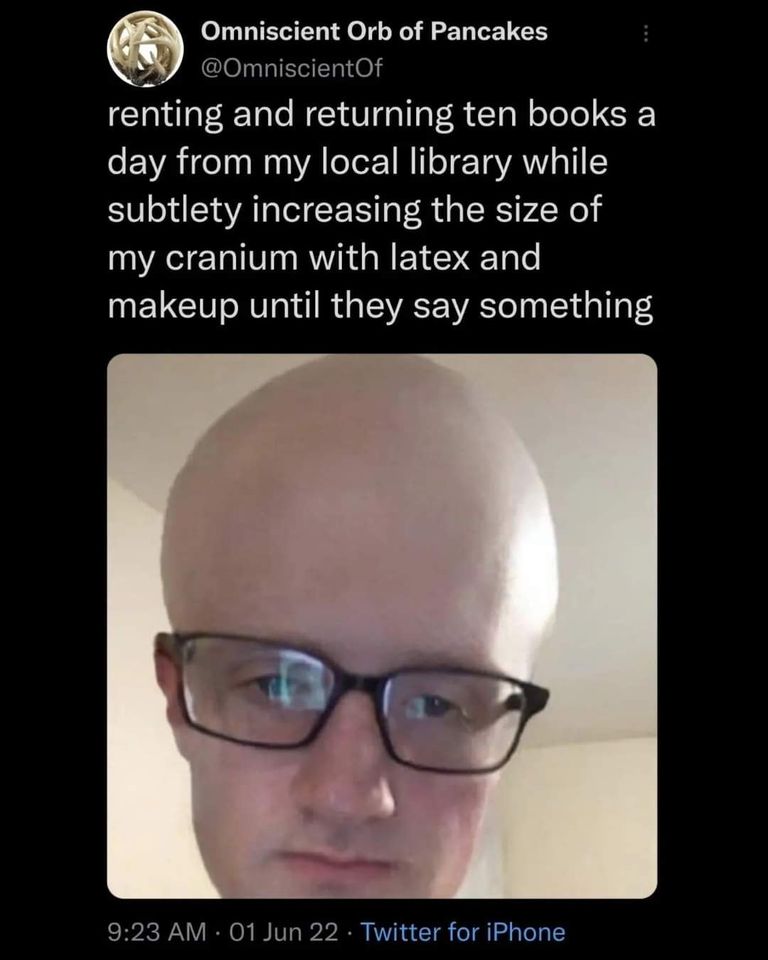 Omniscient Orb of Pancakes
@OmniscientOf
renting and returning ten books a
day from my local library while
subtlety increasing the size of
my cranium with latex and
makeup until they say something
9:23 AM · 01 Jun 22 · Twitter for iPhone